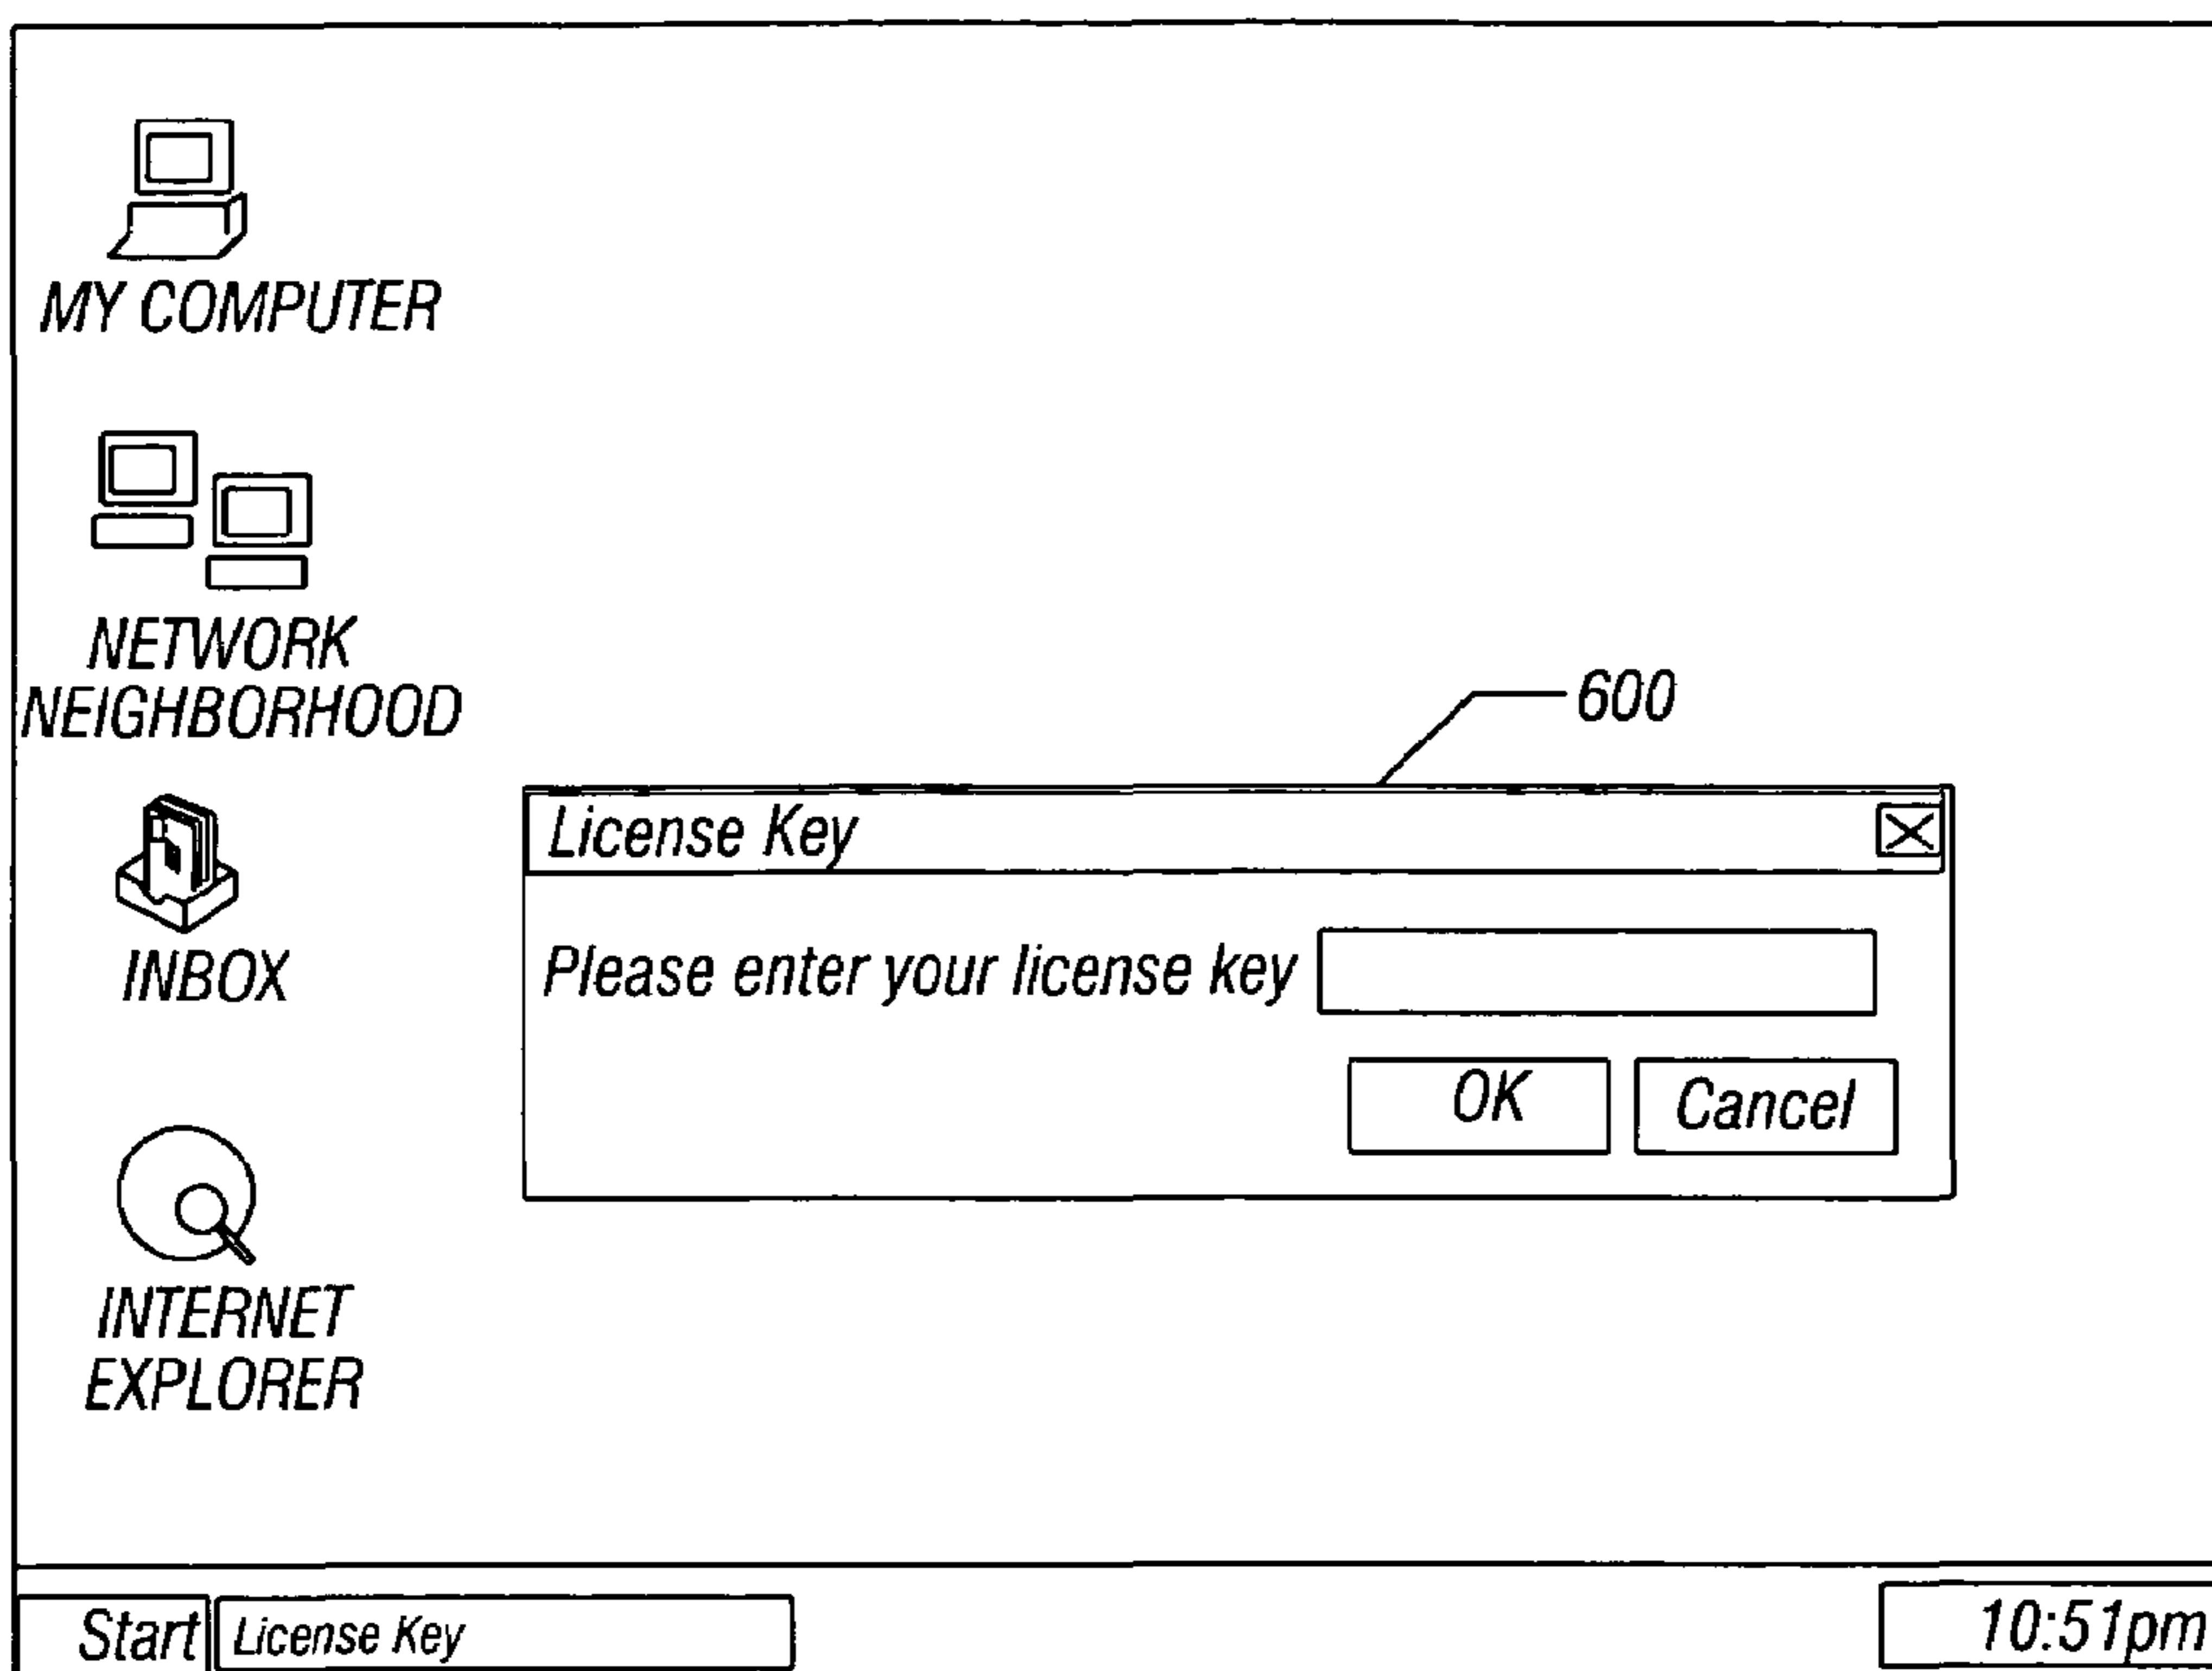 MY COMPUTER
NETWORK
NEIGHBORHOOD
INBOX
INTERNET
EXPLORER
600
License Key
Please enter your license key
OK
Cancel
Start
License Key
10:51pm